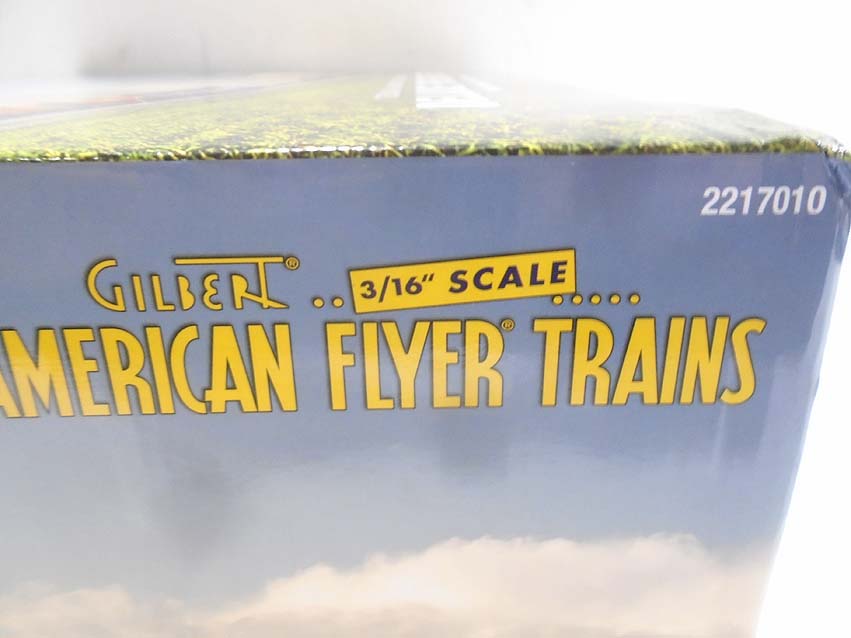 2217010
GILBERT® .. 3/16" SCALE .....
AMERICAN FLYER® TRAINS